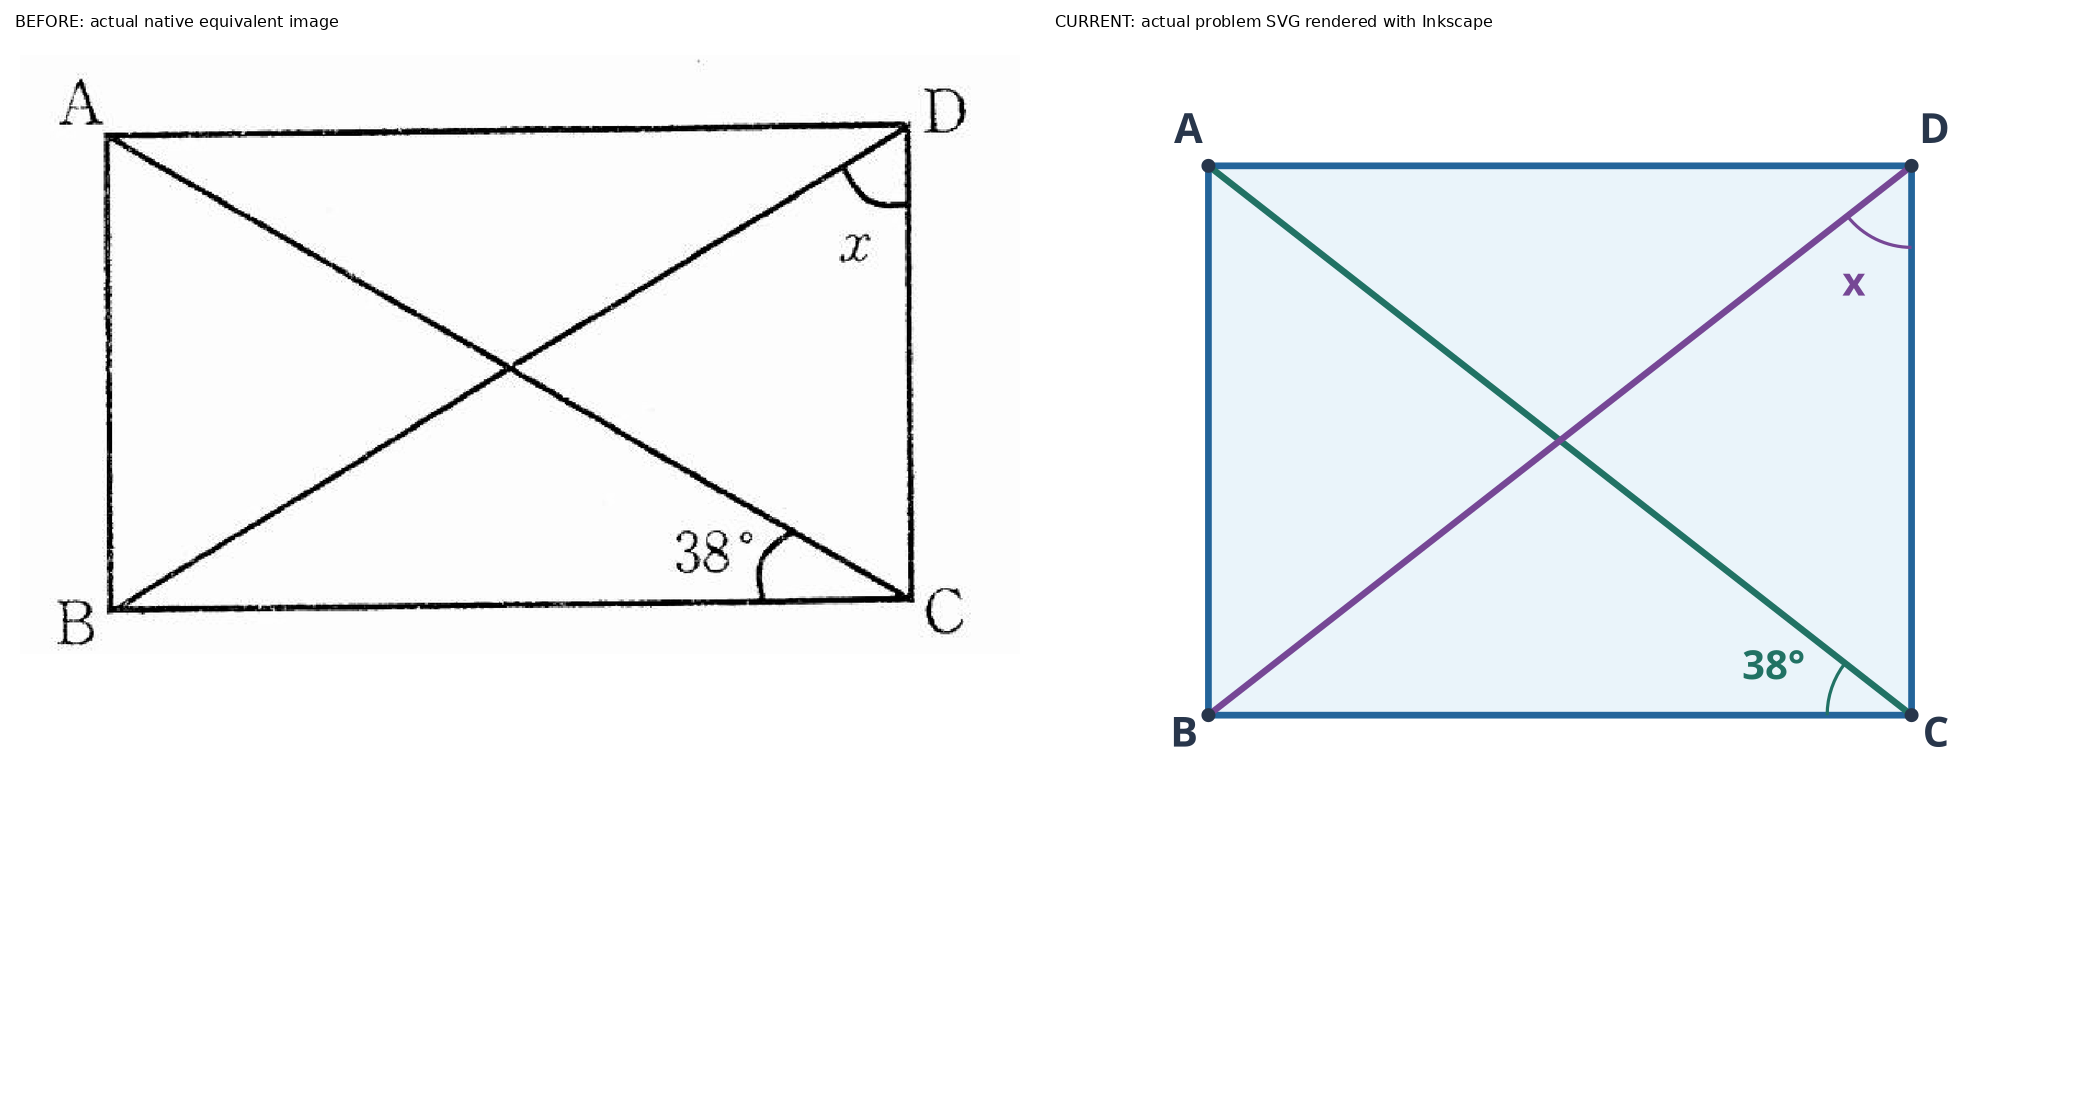 BEFORE: actual native equivalent image
A
D
x
38°
B
C
CURRENT: actual problem SVG rendered with Inkscape
A
D
x
38°
B
C